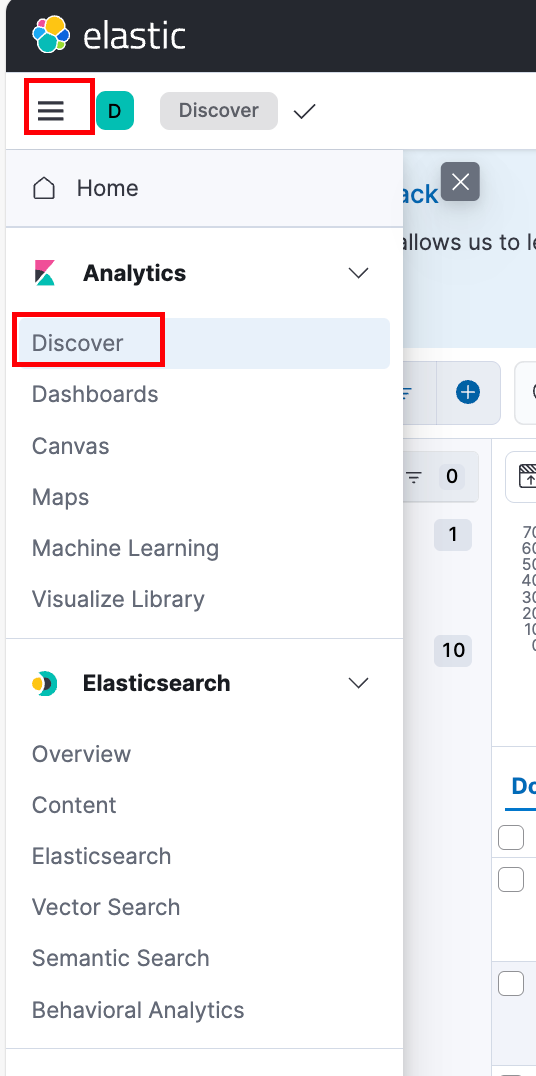 elastic
D Discover
Home
ack
allows us to le
Analytics
Discover
Dashboards
Canvas
0
Maps
1
Machine Learning
Visualize Library
70
60
50
40
30
20
10
0
10
Elasticsearch
Overview
Do
Content
Elasticsearch
Vector Search
Semantic Search
Behavioral Analytics